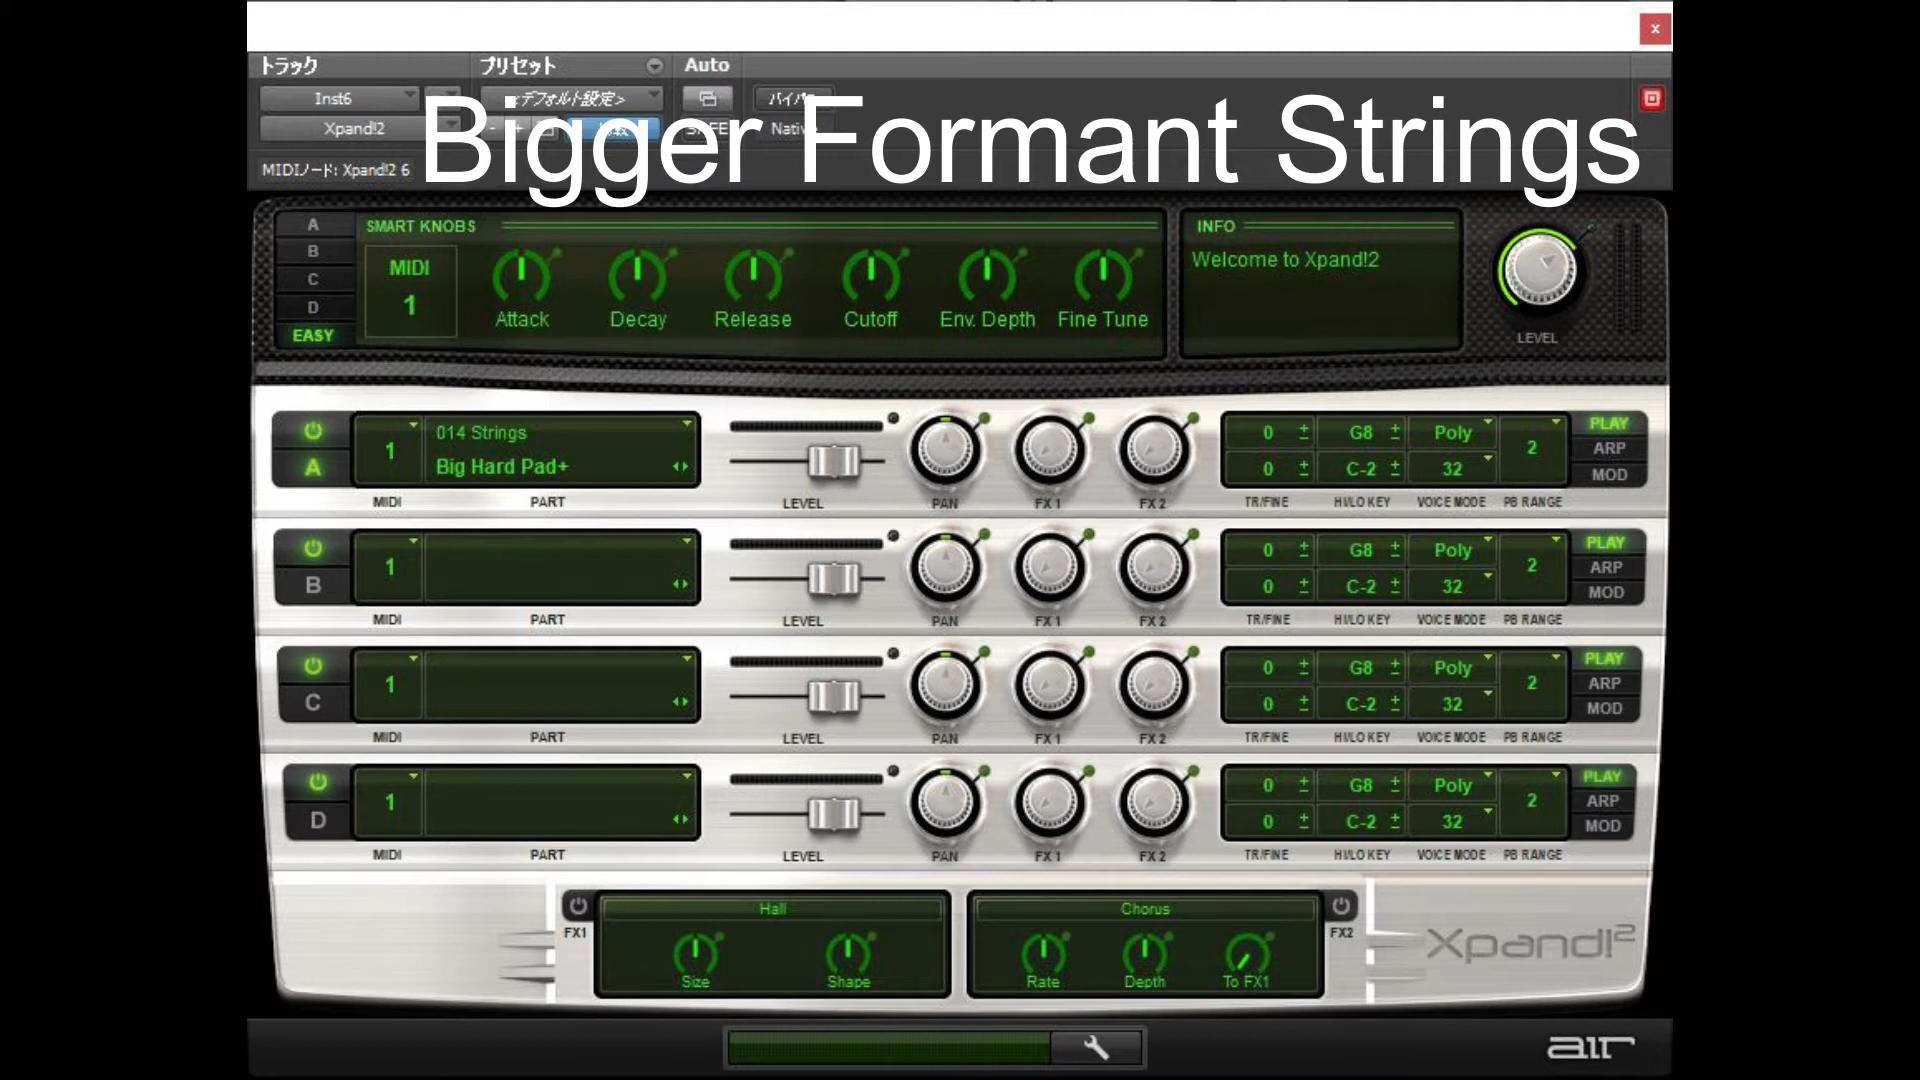 x
トラック プリセット Auto
Inst6 <デフォルト設定>
Bigger Formant Strings
Xpand!2
MIDIノード: Xpand!2 6
A
B
C
D
EASY
SMART KNOBS
MIDI
1
Attack Decay Release Cutoff Env. Depth Fine Tune
INFO
Welcome to Xpand!2
LEVEL
A 1 014 Strings
Big Hard Pad+
0 ± G8 ± Poly 2
0 ± C-2 ± 32
PLAY
ARP
MOD
MIDI PART LEVEL PAN FX 1 FX 2 TR/FINE HI/LO KEY VOICE MODE PB RANGE
B 1
0 ± G8 ± Poly 2
0 ± C-2 ± 32
PLAY
ARP
MOD
MIDI PART LEVEL PAN FX 1 FX 2 TR/FINE HI/LO KEY VOICE MODE PB RANGE
C 1
0 ± G8 ± Poly 2
0 ± C-2 ± 32
PLAY
ARP
MOD
MIDI PART LEVEL PAN FX 1 FX 2 TR/FINE HI/LO KEY VOICE MODE PB RANGE
D 1
0 ± G8 ± Poly 2
0 ± C-2 ± 32
PLAY
ARP
MOD
MIDI PART LEVEL PAN FX 1 FX 2 TR/FINE HI/LO KEY VOICE MODE PB RANGE
FX1
Hall
Size Shape
Chorus
Rate Depth To FX1
FX2
Xpand!2
air